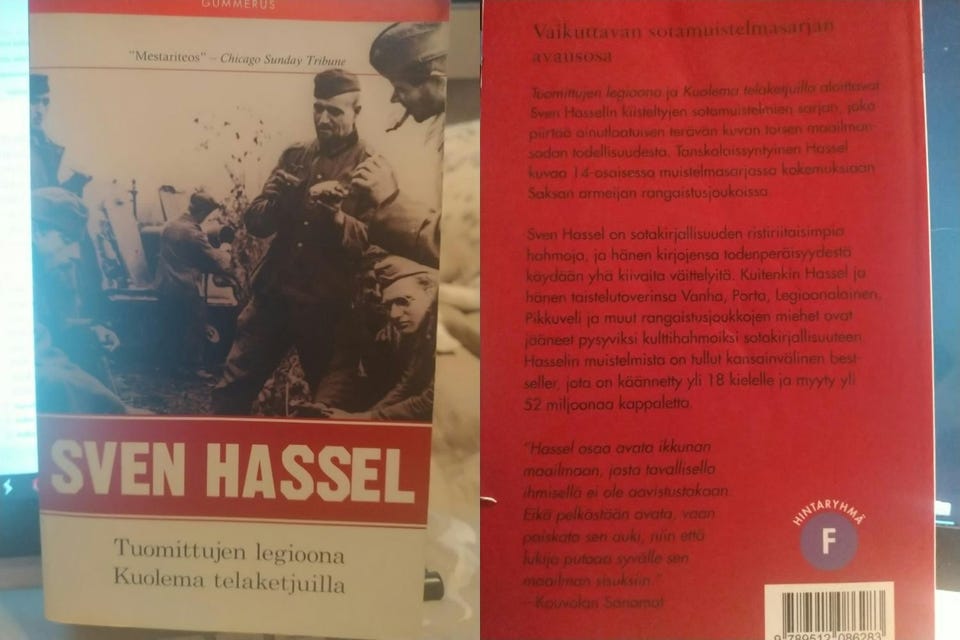 GUMMERUS
"Mestariteos" – Chicago Sunday Tribune
SVEN HASSEL
Tuomittujen legioona
Kuolema telaketjuilla
Vaikuttavan sotamuistelmasarjan
avausosa
Tuomittujen legioona ja Kuolema telaketjuilla aloittavat
Sven Hasselin kiisteltyjen sotamuistelmien sarjan, joka
piirtää ainutlaatuisen terävän kuvan toisen maailman-
sodan todellisuudesta. Tanskalaissyntyinen Hassel
kuvaa 14-osaisessa muistelmasarjassa kokemuksiaan
Saksan armeijan rangaistusjoukoissa.
Sven Hassel on sotakirjallisuuden ristiriitaisimpia
hahmoja, ja hänen kirjojensa todenperäisyydestä
käydään yhä kiivaita väittelyitä. Kuitenkin Hassel ja
hänen taistelutoverinsa Vanha, Porta, Legioonalainen,
Pikkuveli ja muut rangaistusjoukkojen miehet ovat
jääneet pysyviksi kulttihahmoiksi sotakirjallisuuteen.
Hasselin muistelmista on tullut kansainvälinen best-
seller, jota on käännetty yli 18 kielelle ja myyty yli
52 miljoonaa kappaletta.
"Hassel osaa avata ikkunan
maailmaan, josta tavallisella
ihmisellä ei ole aavistustakaan.
Eikä pelkästään avata, vaan
paiskata sen auki, niin että
lukija putoaa syvälle sen
maailman sisuksiin."
– Kouvolan Sanomat
HINTARYHMÄ
F
9 789512 086283